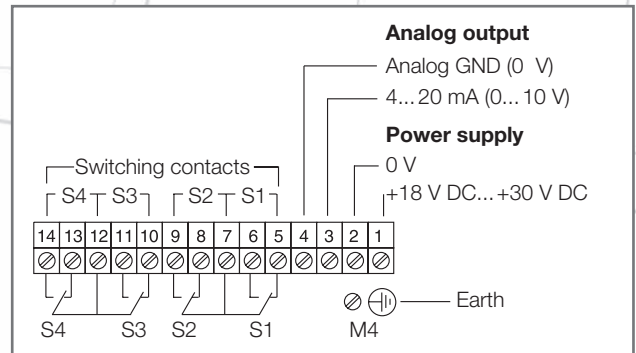 Analog output
Analog GND (0 V)
4...20 mA (0...10 V)
Power supply
0 V
+18 V DC...+30 V DC
Switching contacts
S4 S3 S2 S1
14 13 12 11 10 9 8 7 6 5 4 3 2 1
Earth
S4 S3 S2 S1 M4